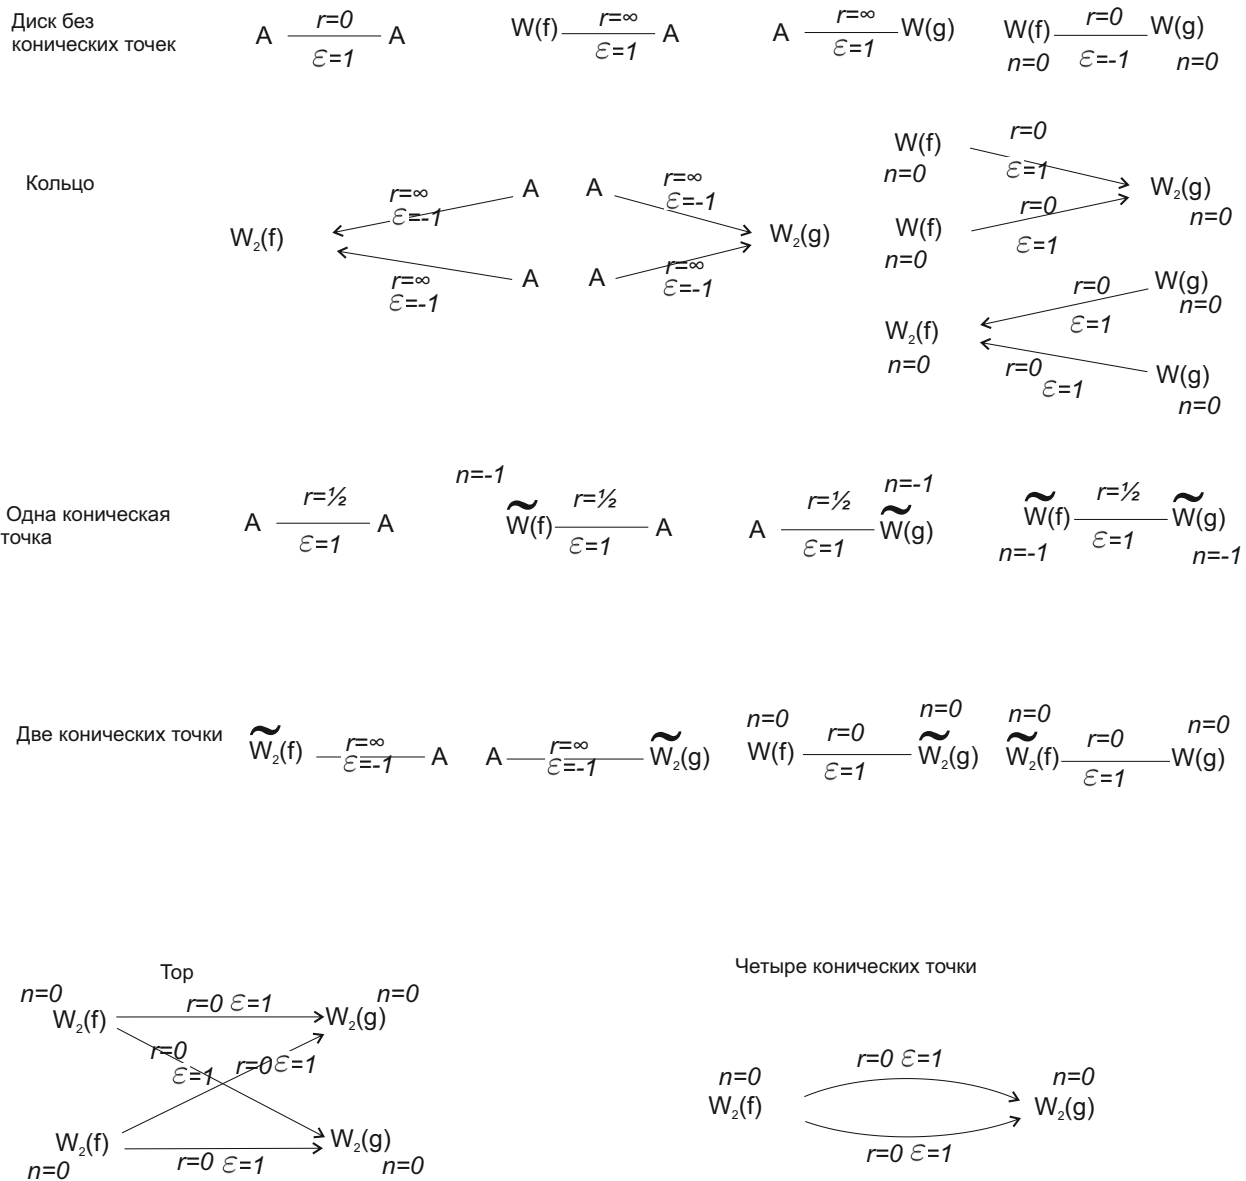 Диск без
конических точек
A r=0 ε=1 A
W(f) r=∞ ε=1 A
A r=∞ ε=1 W(g)
W(f) n=0 r=0 ε=-1 W(g) n=0
Кольцо
W₂(f)
r=∞ ε=-1 A
r=∞ ε=-1 A
A r=∞ ε=-1
A r=∞ ε=-1
W₂(g)
W(f) n=0 r=0 ε=1
W(f) n=0 r=0 ε=1
W₂(g) n=0
W₂(f) n=0
r=0 ε=1 W(g) n=0
r=0 ε=1 W(g) n=0
Одна коническая
точка
A r=½ ε=1 A
n=-1 W̃(f) r=½ ε=1 A
A r=½ ε=1 n=-1 W̃(g)
W̃(f) n=-1 r=½ ε=1 W̃(g) n=-1
Две конических точки
W̃₂(f) r=∞ ε=-1 A
A r=∞ ε=-1 W̃₂(g)
n=0 W(f) r=0 ε=1 n=0 W̃₂(g)
n=0 W̃₂(f) r=0 ε=1 n=0 W(g)
Тор
n=0 W₂(f) r=0 ε=1 W₂(g) n=0
r=0 ε=1
r=0 ε=1
W₂(f) n=0 r=0 ε=1 W₂(g) n=0
Четыре конических точки
r=0 ε=1
n=0 W₂(f)
n=0 W₂(g)
r=0 ε=1